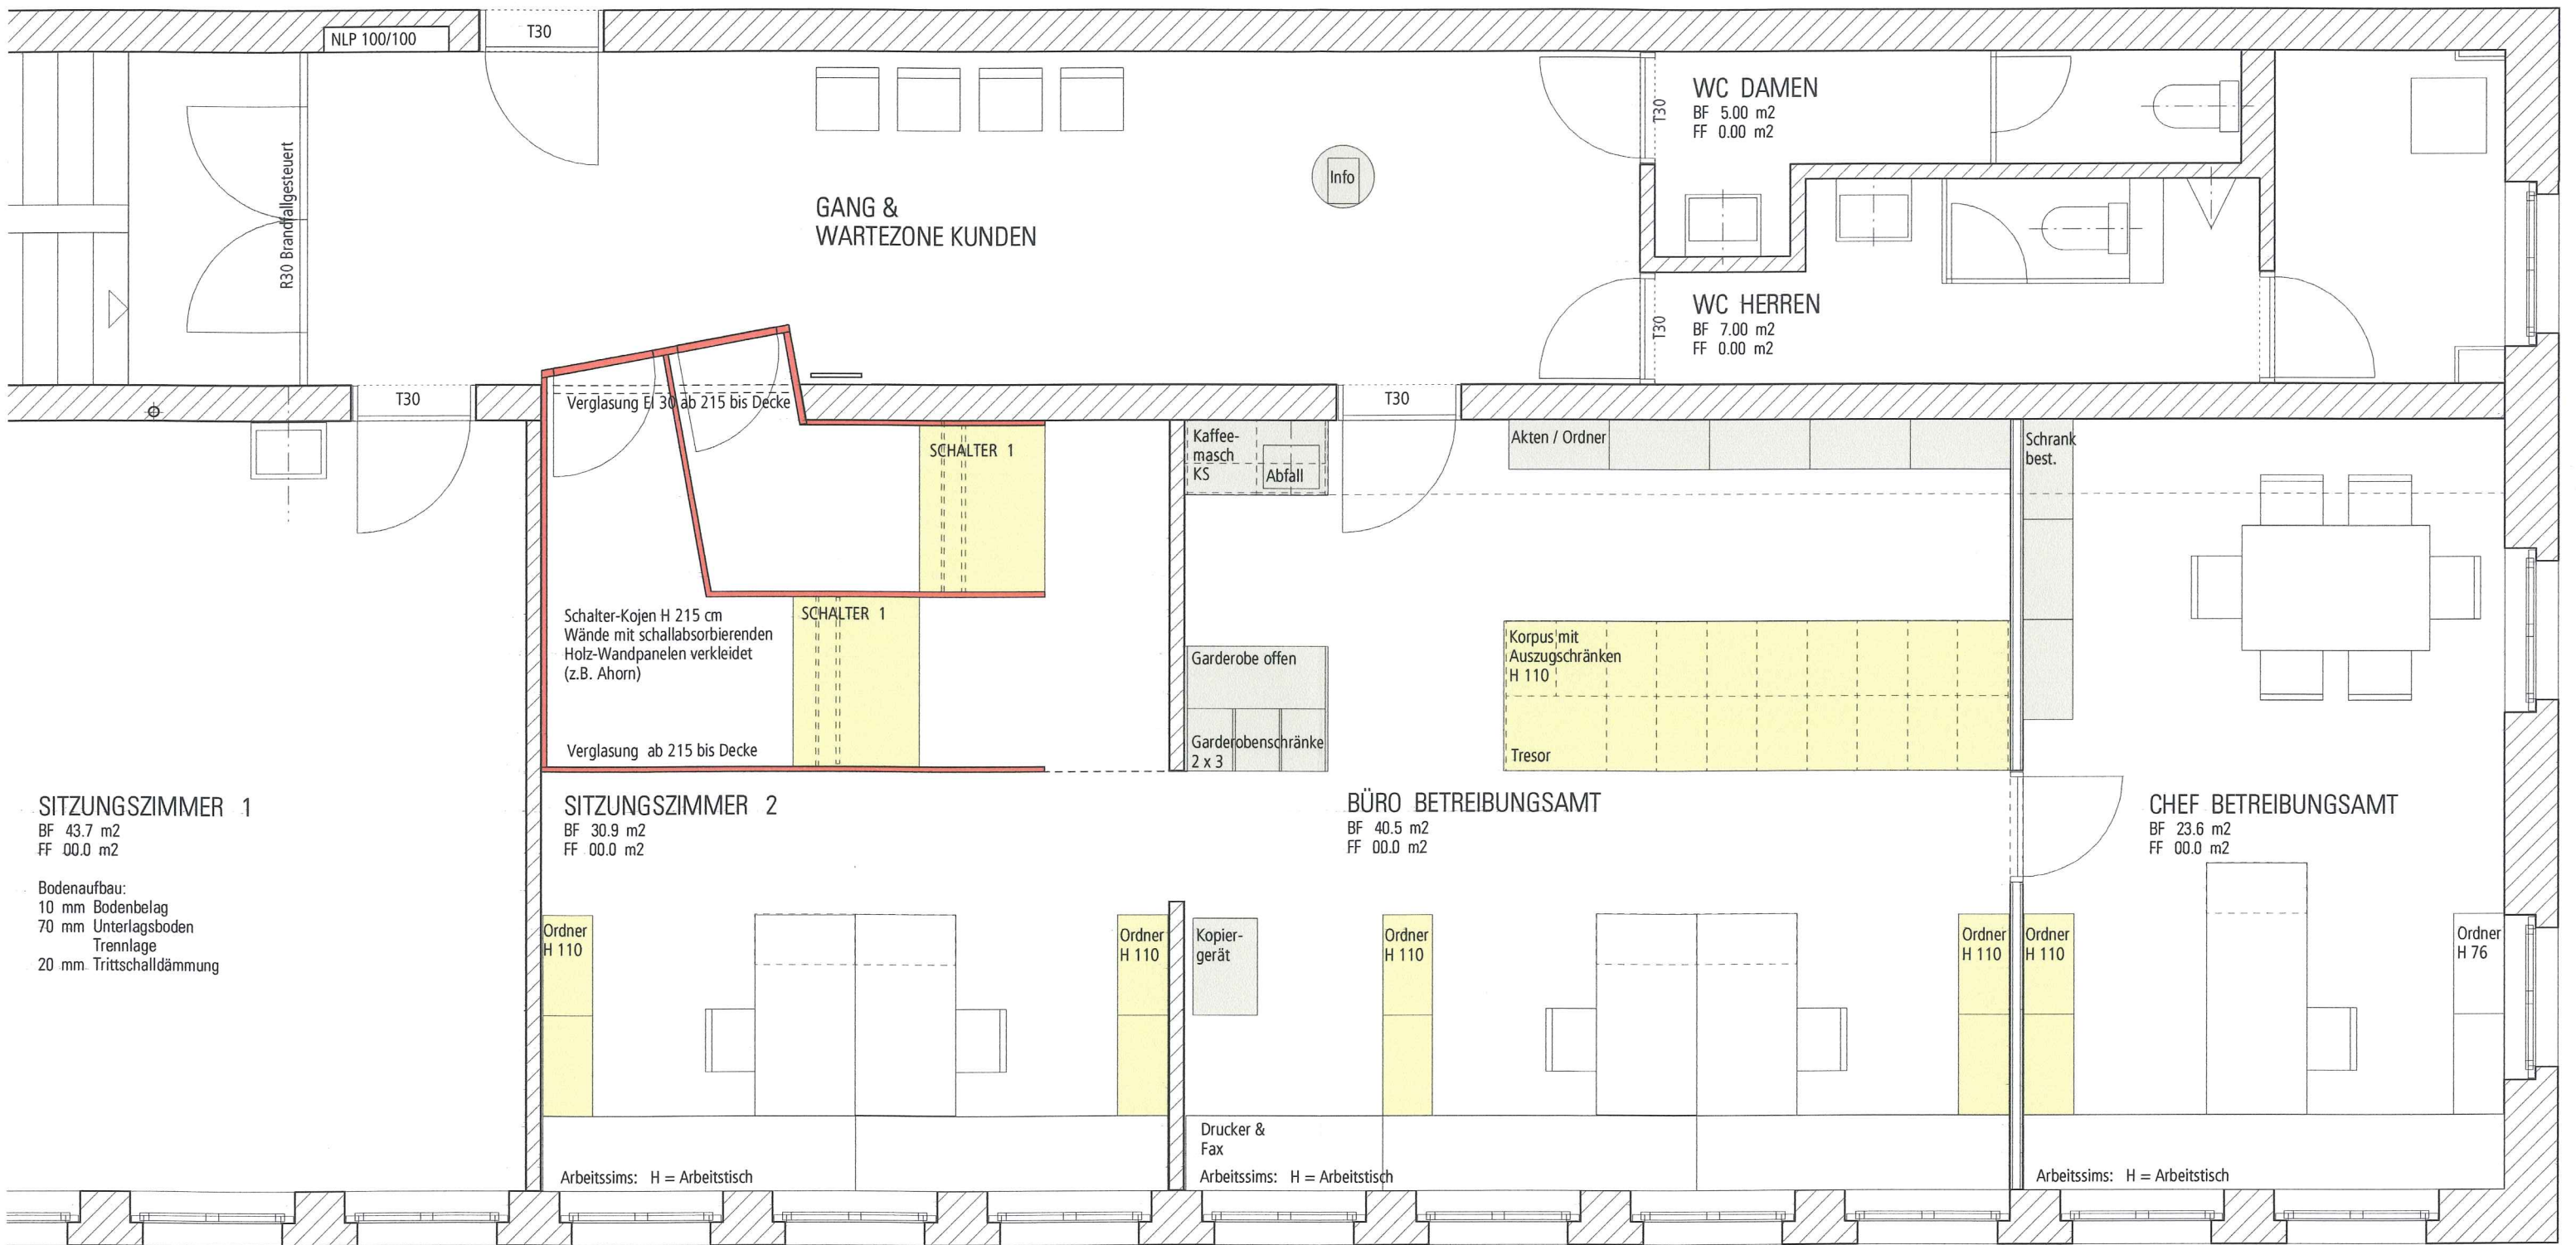 NLP 100/100
T30
R30 Brandfallgesteuert
GANG &
WARTEZONE KUNDEN
Info
T30
WC DAMEN
BF 5.00 m2
FF 0.00 m2
T30
WC HERREN
BF 7.00 m2
FF 0.00 m2
T30
Verglasung EI 30 ab 215 bis Decke
T30
SCHALTER 1
Kaffee-
masch
KS
Abfall
Akten / Ordner
Schrank
best.
Schalter-Kojen H 215 cm
Wände mit schallabsorbierenden
Holz-Wandpanelen verkleidet
(z.B. Ahorn)
SCHALTER 1
Verglasung ab 215 bis Decke
Garderobe offen
Garderobenschränke
2 x 3
Korpus mit
Auszugschränken
H 110
Tresor
SITZUNGSZIMMER 1
BF 43.7 m2
FF 00.0 m2
Bodenaufbau:
10 mm Bodenbelag
70 mm Unterlagsboden
Trennlage
20 mm Trittschalldämmung
SITZUNGSZIMMER 2
BF 30.9 m2
FF 00.0 m2
BÜRO BETREIBUNGSAMT
BF 40.5 m2
FF 00.0 m2
CHEF BETREIBUNGSAMT
BF 23.6 m2
FF 00.0 m2
Ordner
H 110
Ordner
H 110
Kopier-
gerät
Ordner
H 110
Ordner
H 110
Ordner
H 110
Ordner
H 76
Drucker &
Fax
Arbeitssims: H = Arbeitstisch
Arbeitssims: H = Arbeitstisch
Arbeitssims: H = Arbeitstisch